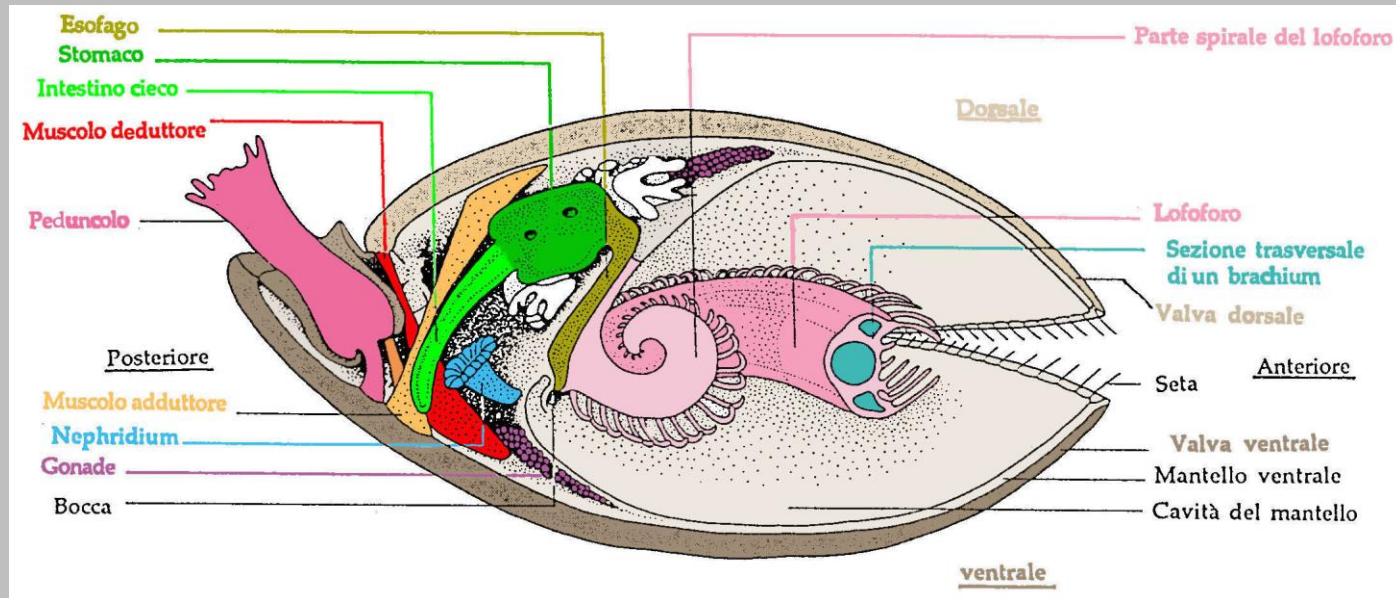 Esofago
Stomaco
Intestino cieco
Muscolo deduttore
Peduncolo
Posteriore
Muscolo adduttore
Nephridium
Gonade
Bocca
Parte spirale del lofoforo
Dorsale
Lofoforo
Sezione trasversale
di un brachium
Valva dorsale
Anteriore
Seta
Valva ventrale
Mantello ventrale
Cavità del mantello
ventrale